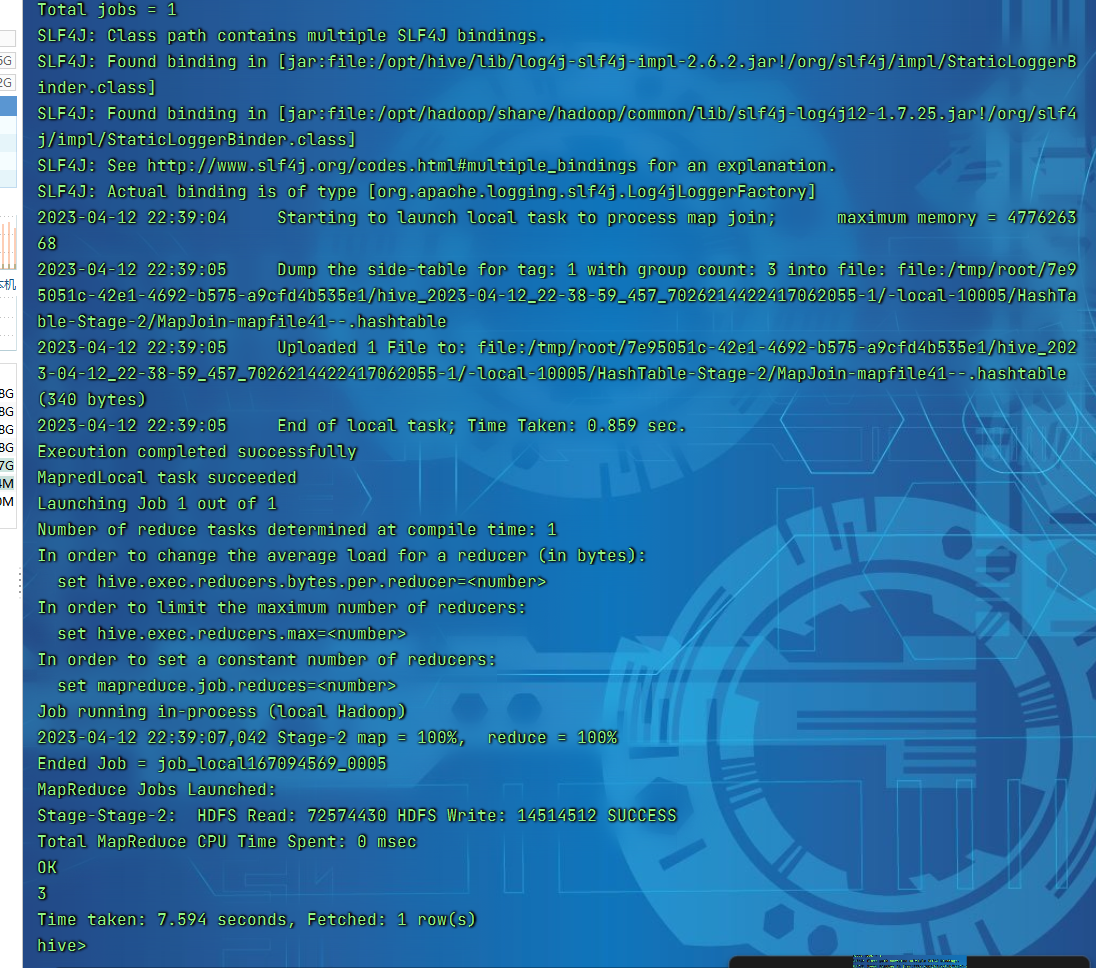 Total jobs = 1
SLF4J: Class path contains multiple SLF4J bindings.
SLF4J: Found binding in [jar:file:/opt/hive/lib/log4j-slf4j-impl-2.6.2.jar!/org/slf4j/impl/StaticLoggerB
inder.class]
SLF4J: Found binding in [jar:file:/opt/hadoop/share/hadoop/common/lib/slf4j-log4j12-1.7.25.jar!/org/slf4
j/impl/StaticLoggerBinder.class]
SLF4J: See http://www.slf4j.org/codes.html#multiple_bindings for an explanation.
SLF4J: Actual binding is of type [org.apache.logging.slf4j.Log4jLoggerFactory]
2023-04-12 22:39:04     Starting to launch local task to process map join;      maximum memory = 4776263
68
2023-04-12 22:39:05     Dump the side-table for tag: 1 with group count: 3 into file: file:/tmp/root/7e9
5051c-42e1-4692-b575-a9cfd4b535e1/hive_2023-04-12_22-38-59_457_7026214422417062055-1/-local-10005/HashTa
ble-Stage-2/MapJoin-mapfile41--.hashtable
2023-04-12 22:39:05     Uploaded 1 File to: file:/tmp/root/7e95051c-42e1-4692-b575-a9cfd4b535e1/hive_202
3-04-12_22-38-59_457_7026214422417062055-1/-local-10005/HashTable-Stage-2/MapJoin-mapfile41--.hashtable
(340 bytes)
2023-04-12 22:39:05     End of local task; Time Taken: 0.859 sec.
Execution completed successfully
MapredLocal task succeeded
Launching Job 1 out of 1
Number of reduce tasks determined at compile time: 1
In order to change the average load for a reducer (in bytes):
  set hive.exec.reducers.bytes.per.reducer=<number>
In order to limit the maximum number of reducers:
  set hive.exec.reducers.max=<number>
In order to set a constant number of reducers:
  set mapreduce.job.reduces=<number>
Job running in-process (local Hadoop)
2023-04-12 22:39:07,042 Stage-2 map = 100%,  reduce = 100%
Ended Job = job_local167094569_0005
MapReduce Jobs Launched:
Stage-Stage-2:  HDFS Read: 72574430 HDFS Write: 14514512 SUCCESS
Total MapReduce CPU Time Spent: 0 msec
OK
3
Time taken: 7.594 seconds, Fetched: 1 row(s)
hive>